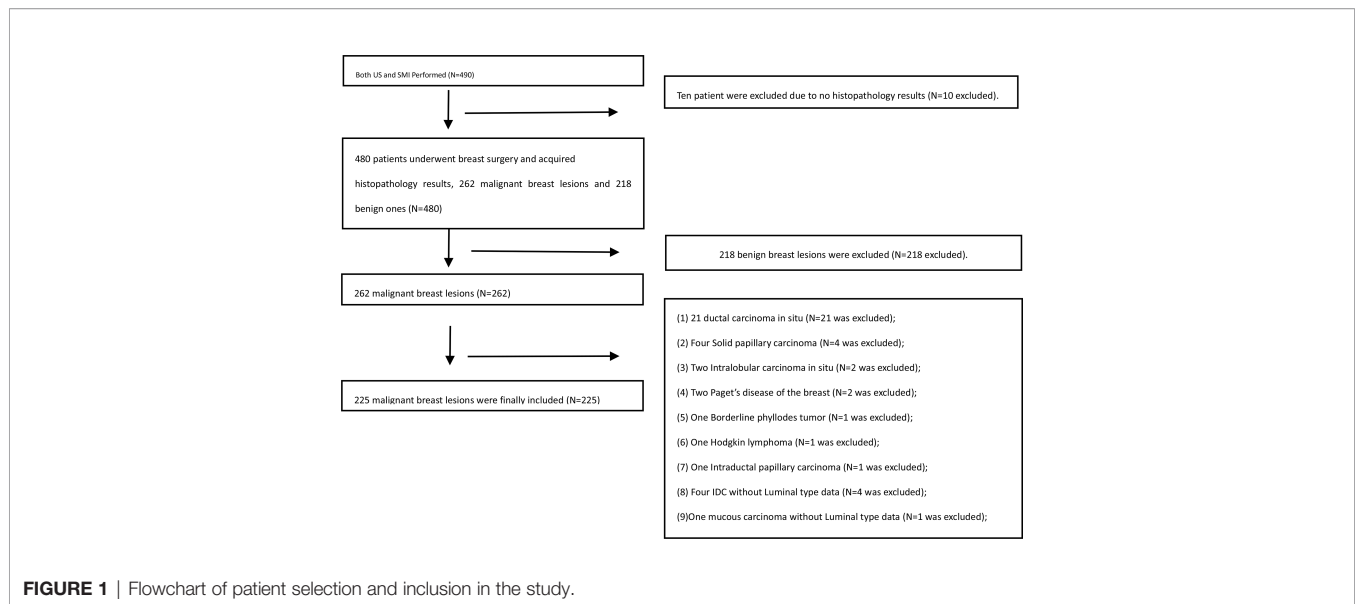 Both US and SMI Performed (N=490)
Ten patient were excluded due to no histopathology results (N=10 excluded).
480 patients underwent breast surgery and acquired
histopathology results, 262 malignant breast lesions and 218
benign ones (N=480)
218 benign breast lesions were excluded (N=218 excluded).
262 malignant breast lesions (N=262)
(1) 21 ductal carcinoma in situ (N=21 was excluded);
(2) Four Solid papillary carcinoma (N=4 was excluded);
(3) Two Intralobular carcinoma in situ (N=2 was excluded);
(4) Two Paget's disease of the breast (N=2 was excluded);
(5) One Borderline phyllodes tumor (N=1 was excluded);
(6) One Hodgkin lymphoma (N=1 was excluded);
(7) One Intraductal papillary carcinoma (N=1 was excluded);
(8) Four IDC without Luminal type data (N=4 was excluded);
(9)One mucous carcinoma without Luminal type data (N=1 was excluded);
225 malignant breast lesions were finally included (N=225)
FIGURE 1 | Flowchart of patient selection and inclusion in the study.